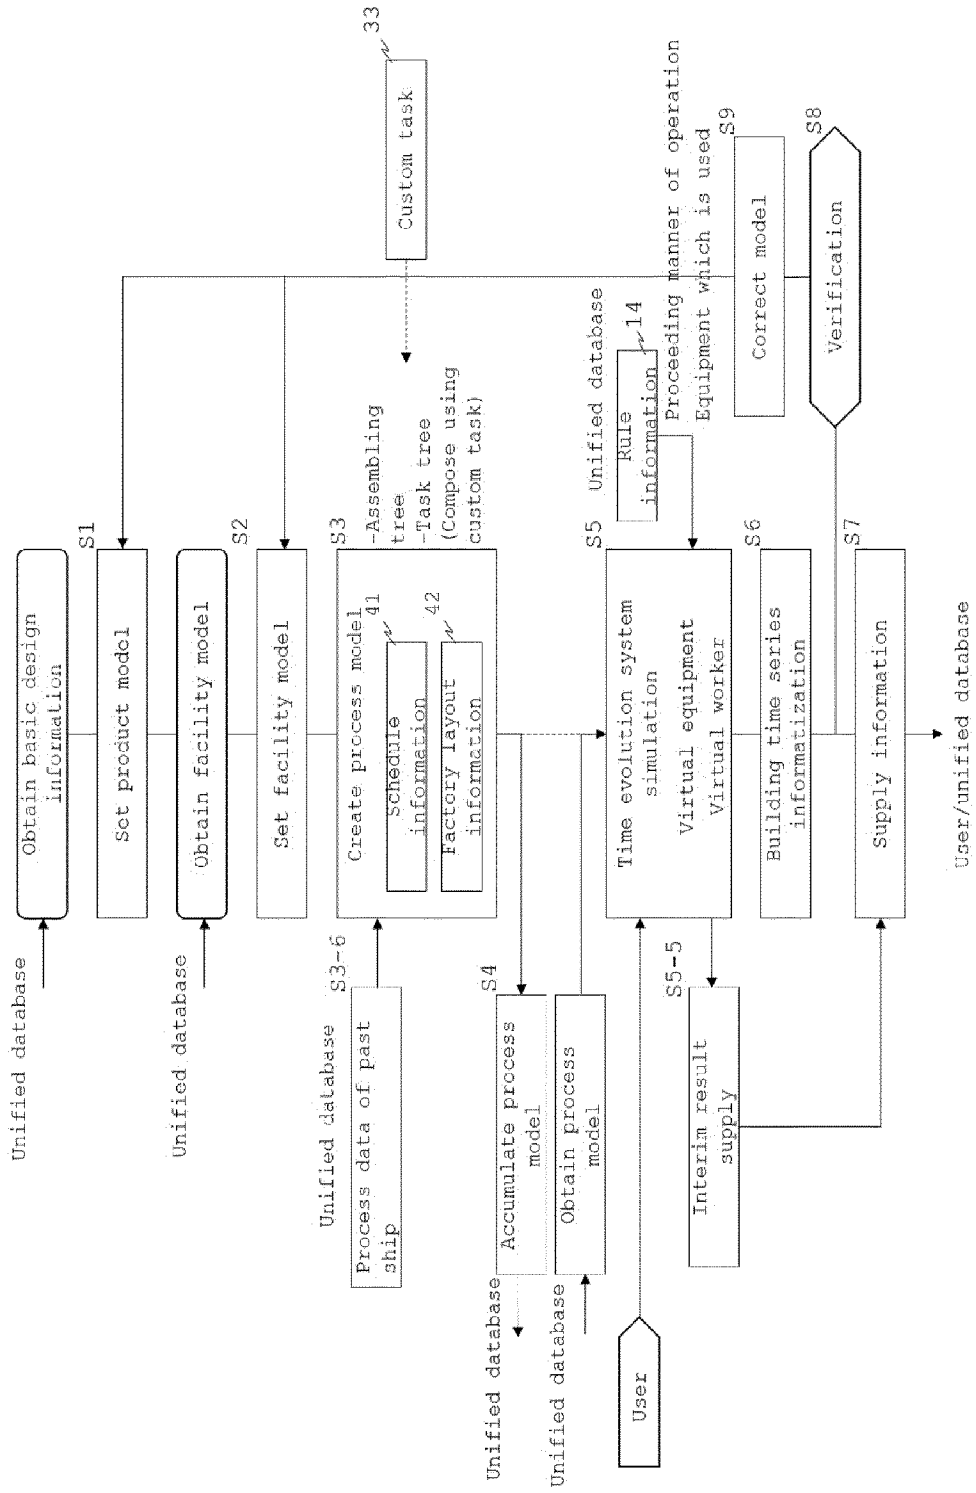 Unified database
Obtain basic design
information
S1
Set product model
Unified database
Obtain facility model
S2
Set facility model
Unified database
S3-6
Process data of past
ship
S3
Create process model
Schedule
information
41
Factory layout
information
42
-Assembling
tree
-Task tree
(Compose using
custom task)
Custom task
33
S4
Accumulate process
model
Unified database
Obtain process
model
Unified database
User
S5
Time evolution system
simulation
Virtual equipment
Virtual worker
Unified database
Rule
information
14
Proceeding manner of operation
Equipment which is used
S5-5
Interim result
supply
S6
Building time series
informatization
S7
Supply information
User/unified database
S9
Correct model
S8
Verification